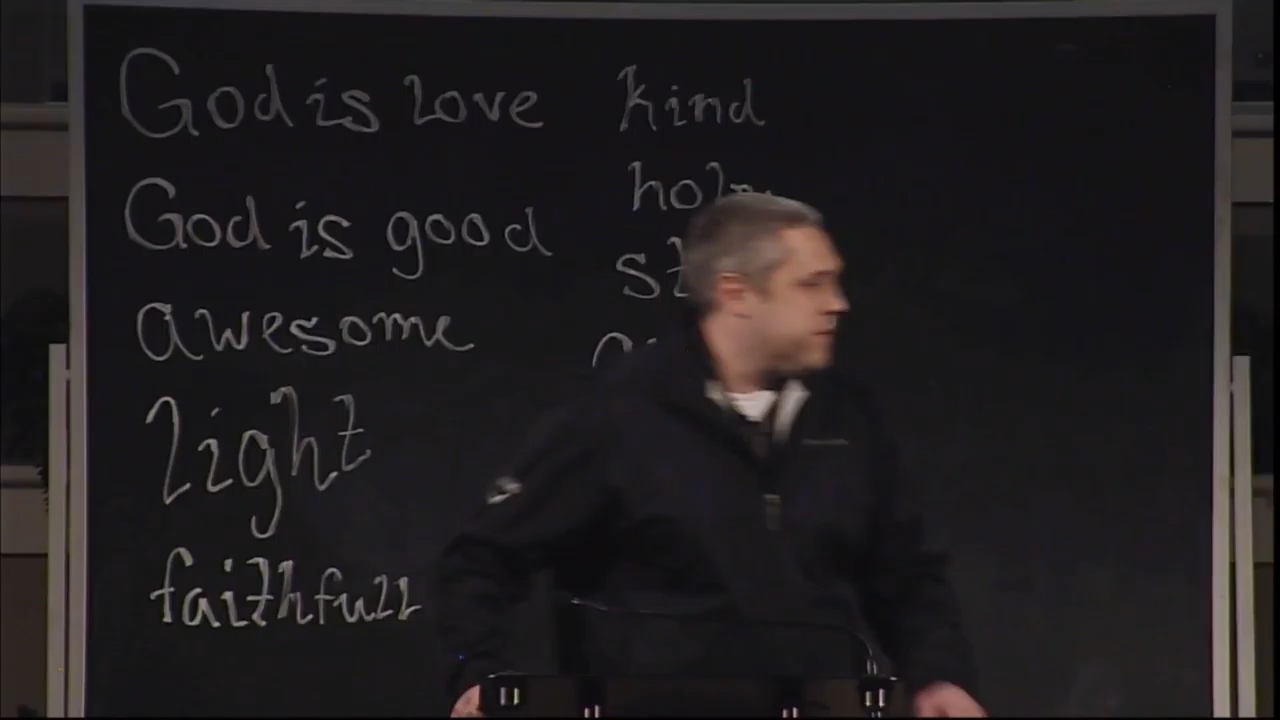 God is love
God is good
awesome
light
faithfull
kind